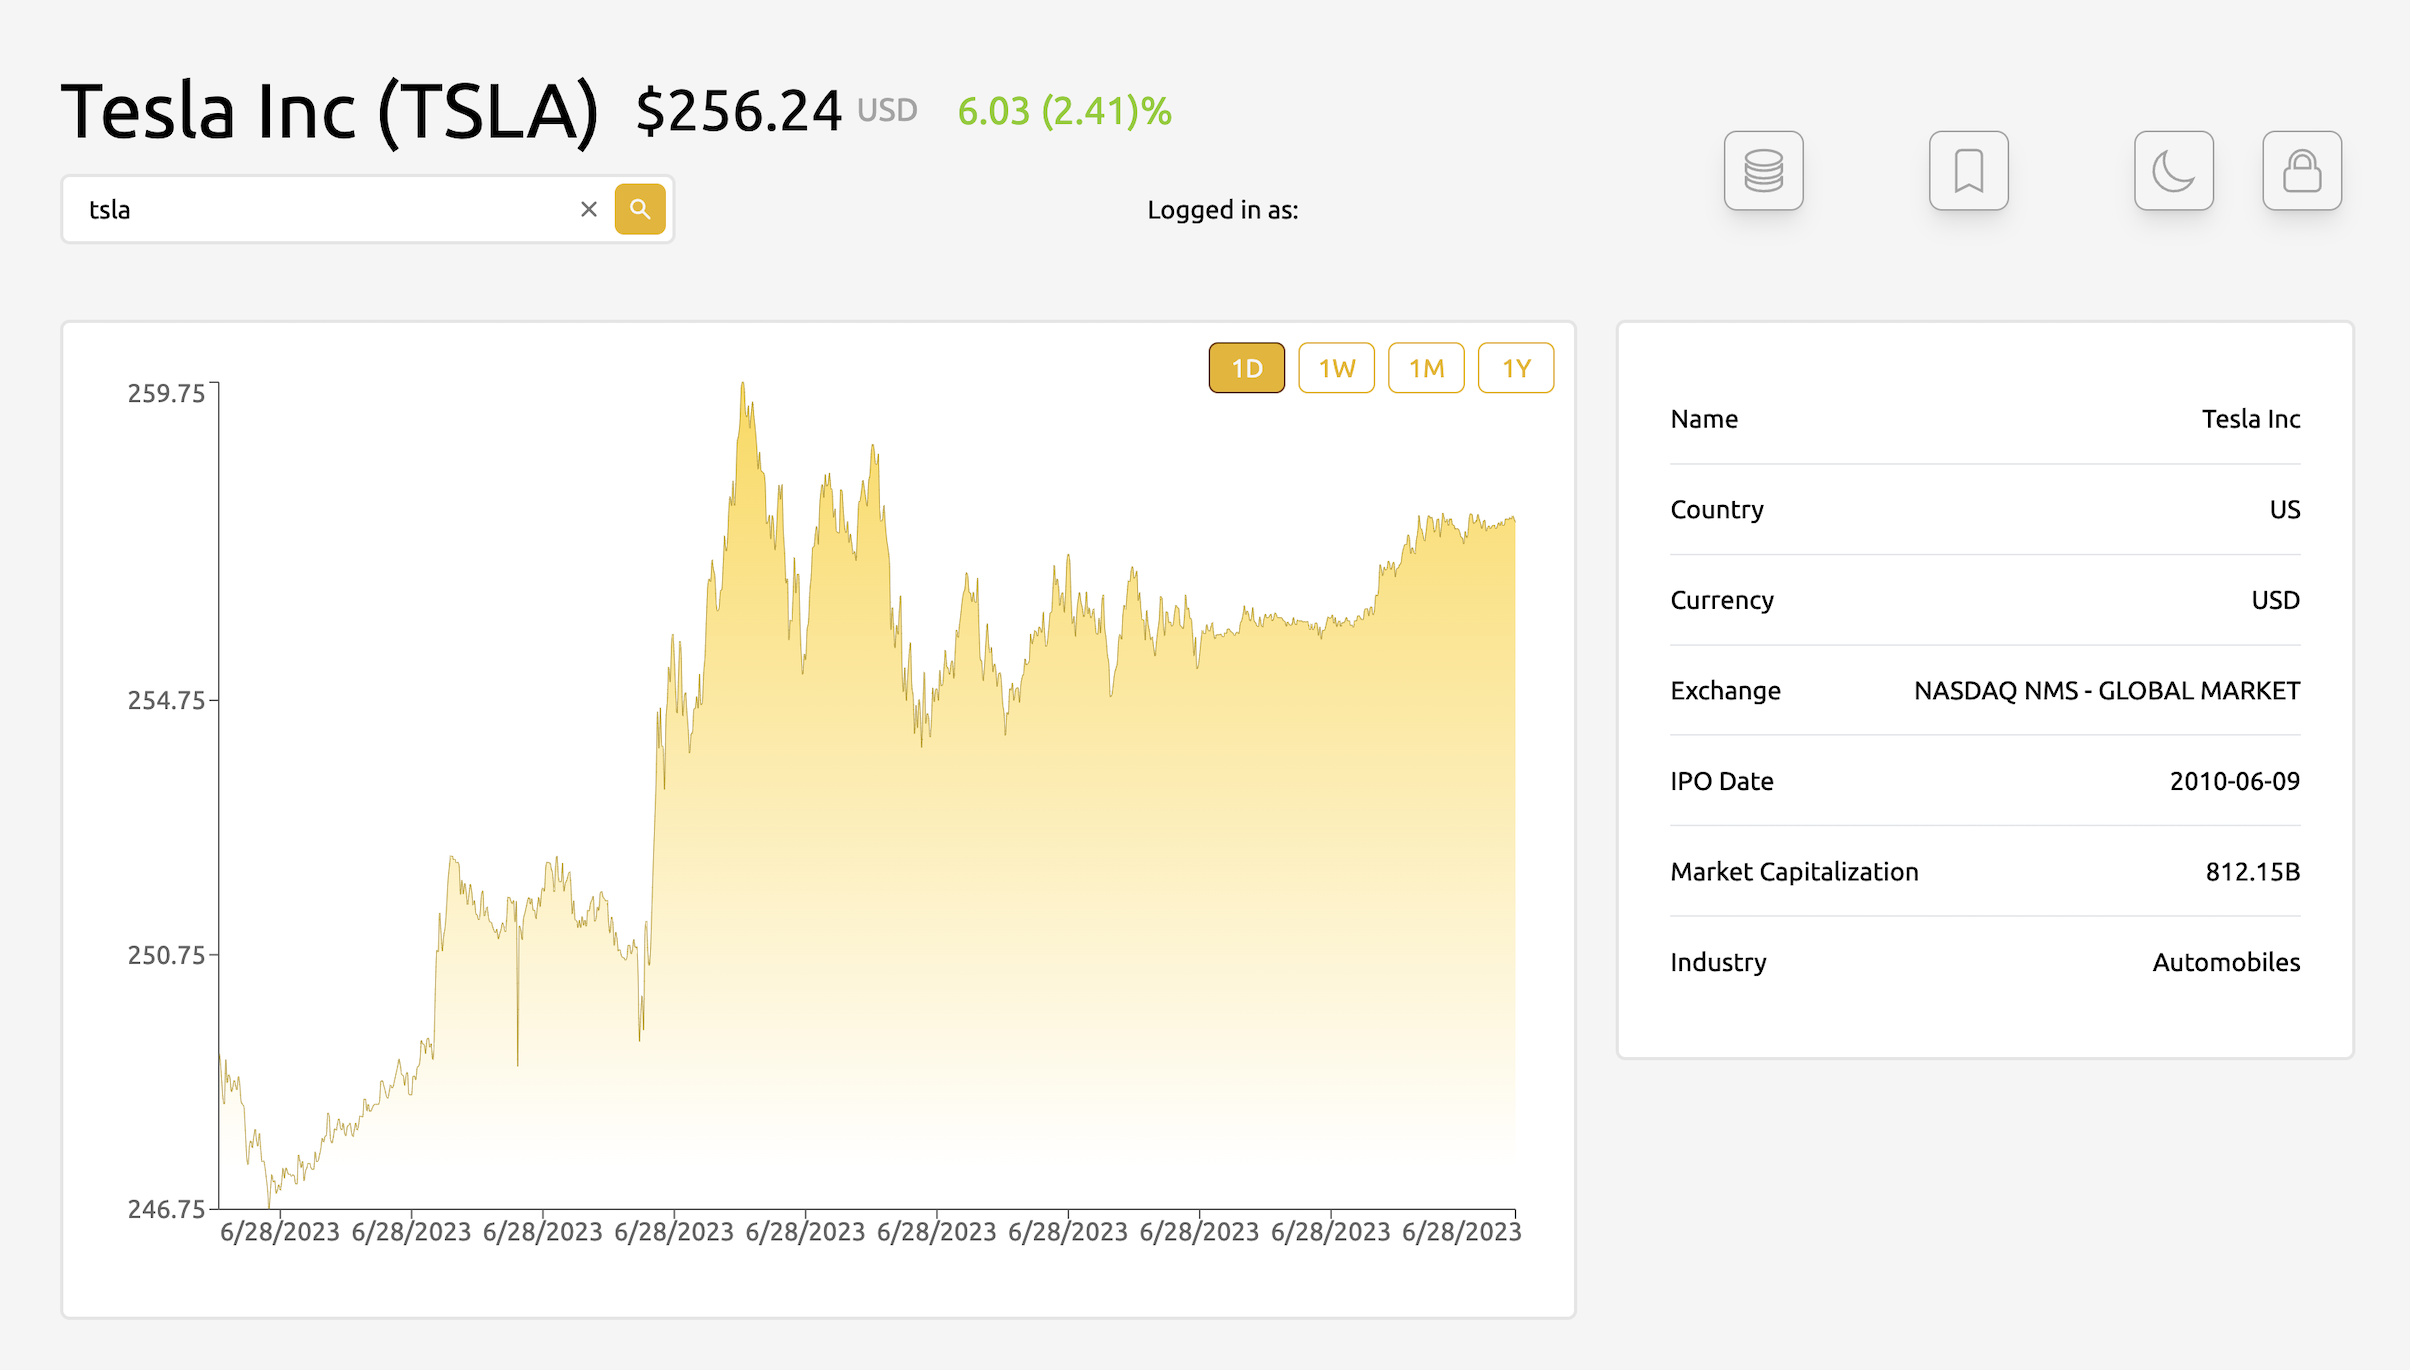 Tesla Inc (TSLA) $256.24 USD 6.03 (2.41)%
tsla
Logged in as:
1D 1W 1M 1Y
259.75
254.75
250.75
246.75
6/28/2023 6/28/2023 6/28/2023 6/28/2023 6/28/2023 6/28/2023 6/28/2023 6/28/2023 6/28/2023 6/28/2023
Name Tesla Inc
Country US
Currency USD
Exchange NASDAQ NMS - GLOBAL MARKET
IPO Date 2010-06-09
Market Capitalization 812.15B
Industry Automobiles